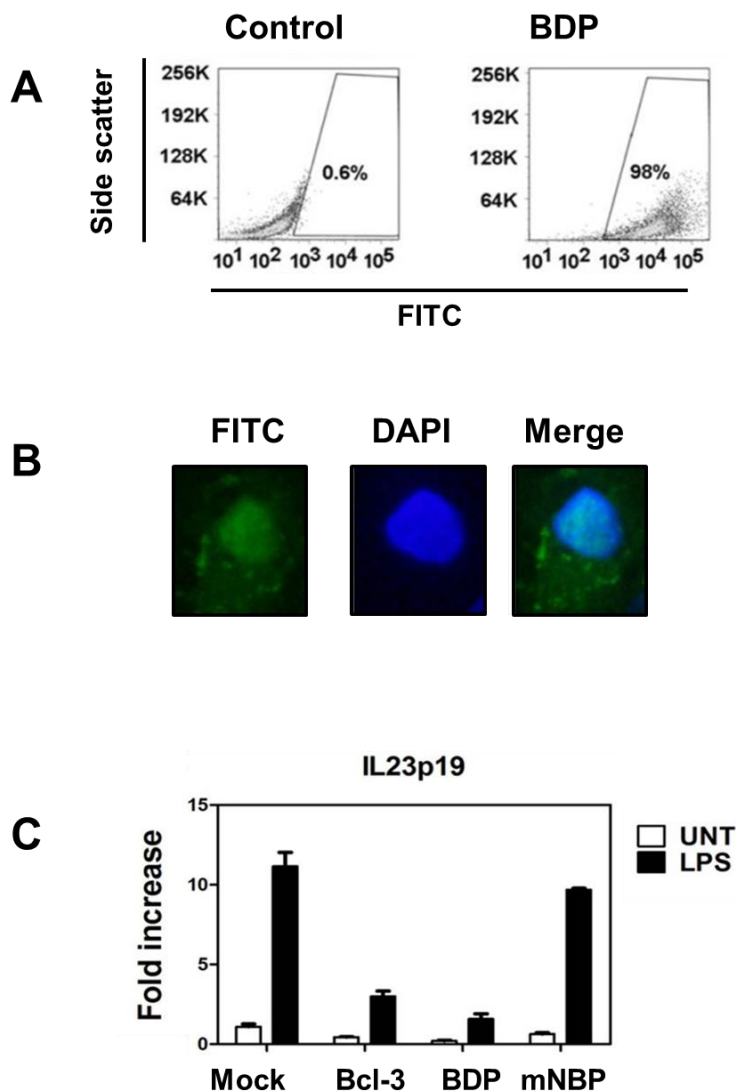 Control BDP
A
Side scatter
256K
192K
128K
64K
0.6%
10¹ 10² 10³ 10⁴ 10⁵
256K
192K
128K
64K
98%
10¹ 10² 10³ 10⁴ 10⁵
FITC
B
FITC DAPI Merge
C
IL23p19
Fold increase
15
10
5
0
UNT
LPS
Mock Bcl-3 BDP mNBP